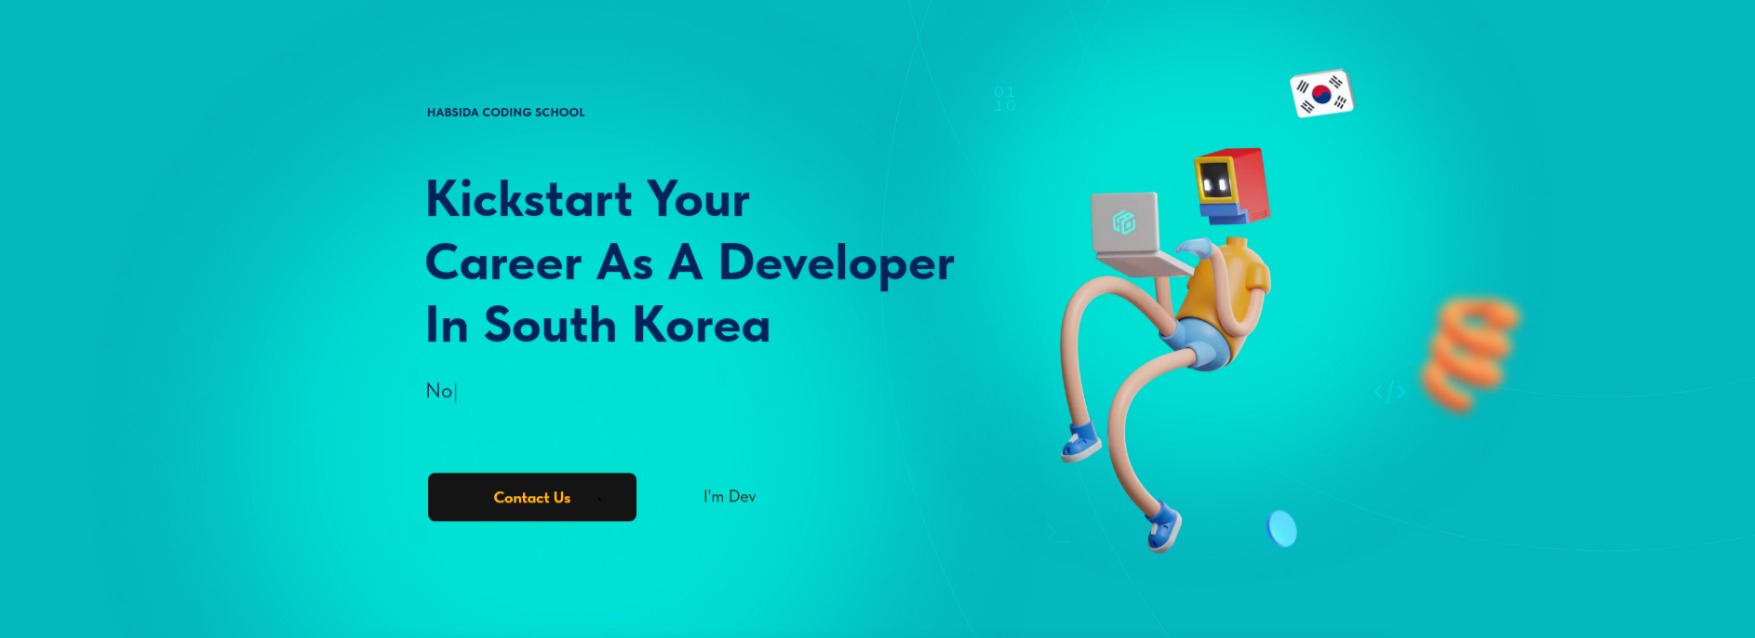 HABSIDA CODING SCHOOL
Kickstart Your
Career As A Developer
In South Korea
No
Contact Us
I'm Dev
01
10
</>
>_